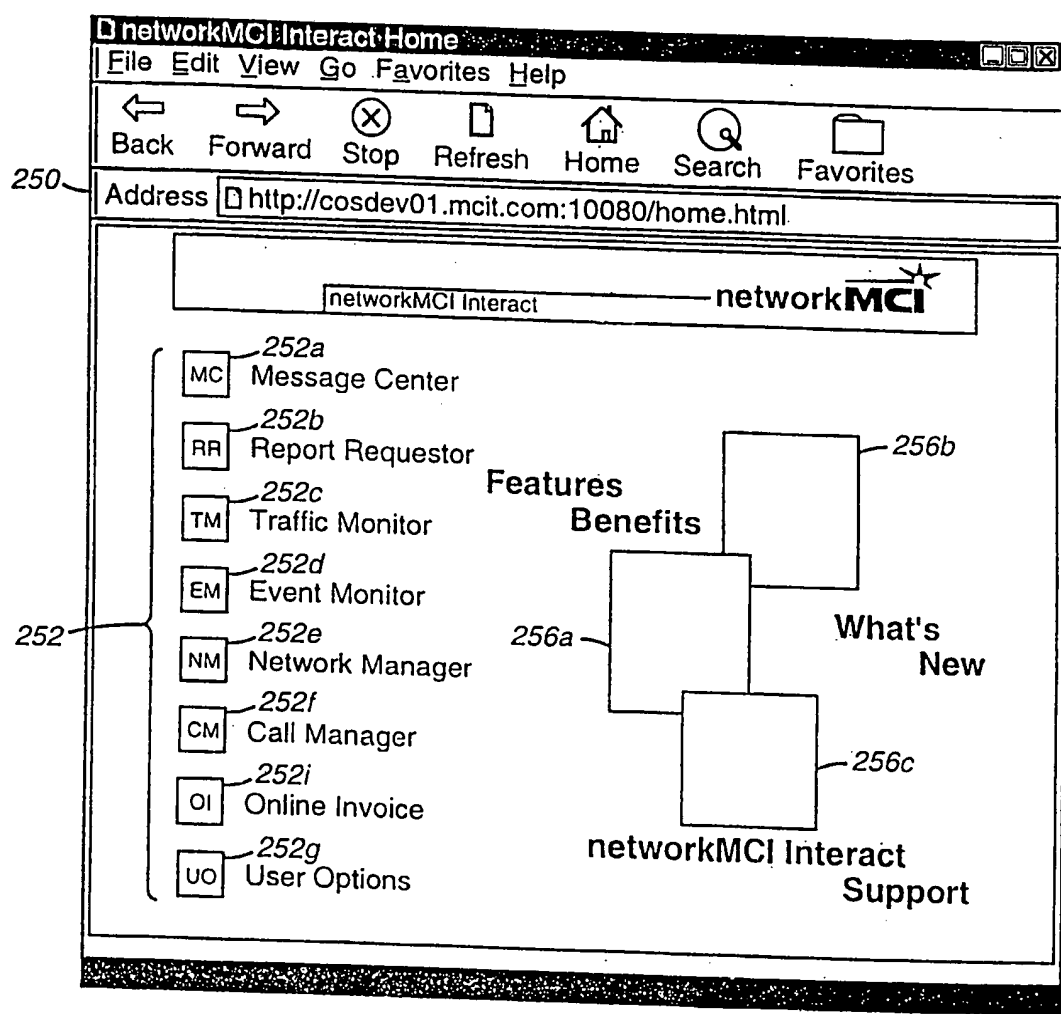 networkMCI Interact Home
File Edit View Go Favorites Help
Back Forward Stop Refresh Home Search Favorites
250
Address http://cosdev01.mcit.com:10080/home.html
networkMCI Interact
networkMCI
252
252a
MC Message Center
252b
RR Report Requestor
252c
TM Traffic Monitor
252d
EM Event Monitor
252e
NM Network Manager
252f
CM Call Manager
252i
OI Online Invoice
252g
UO User Options
256b
Features
Benefits
256a
What's
New
256c
networkMCI Interact
Support